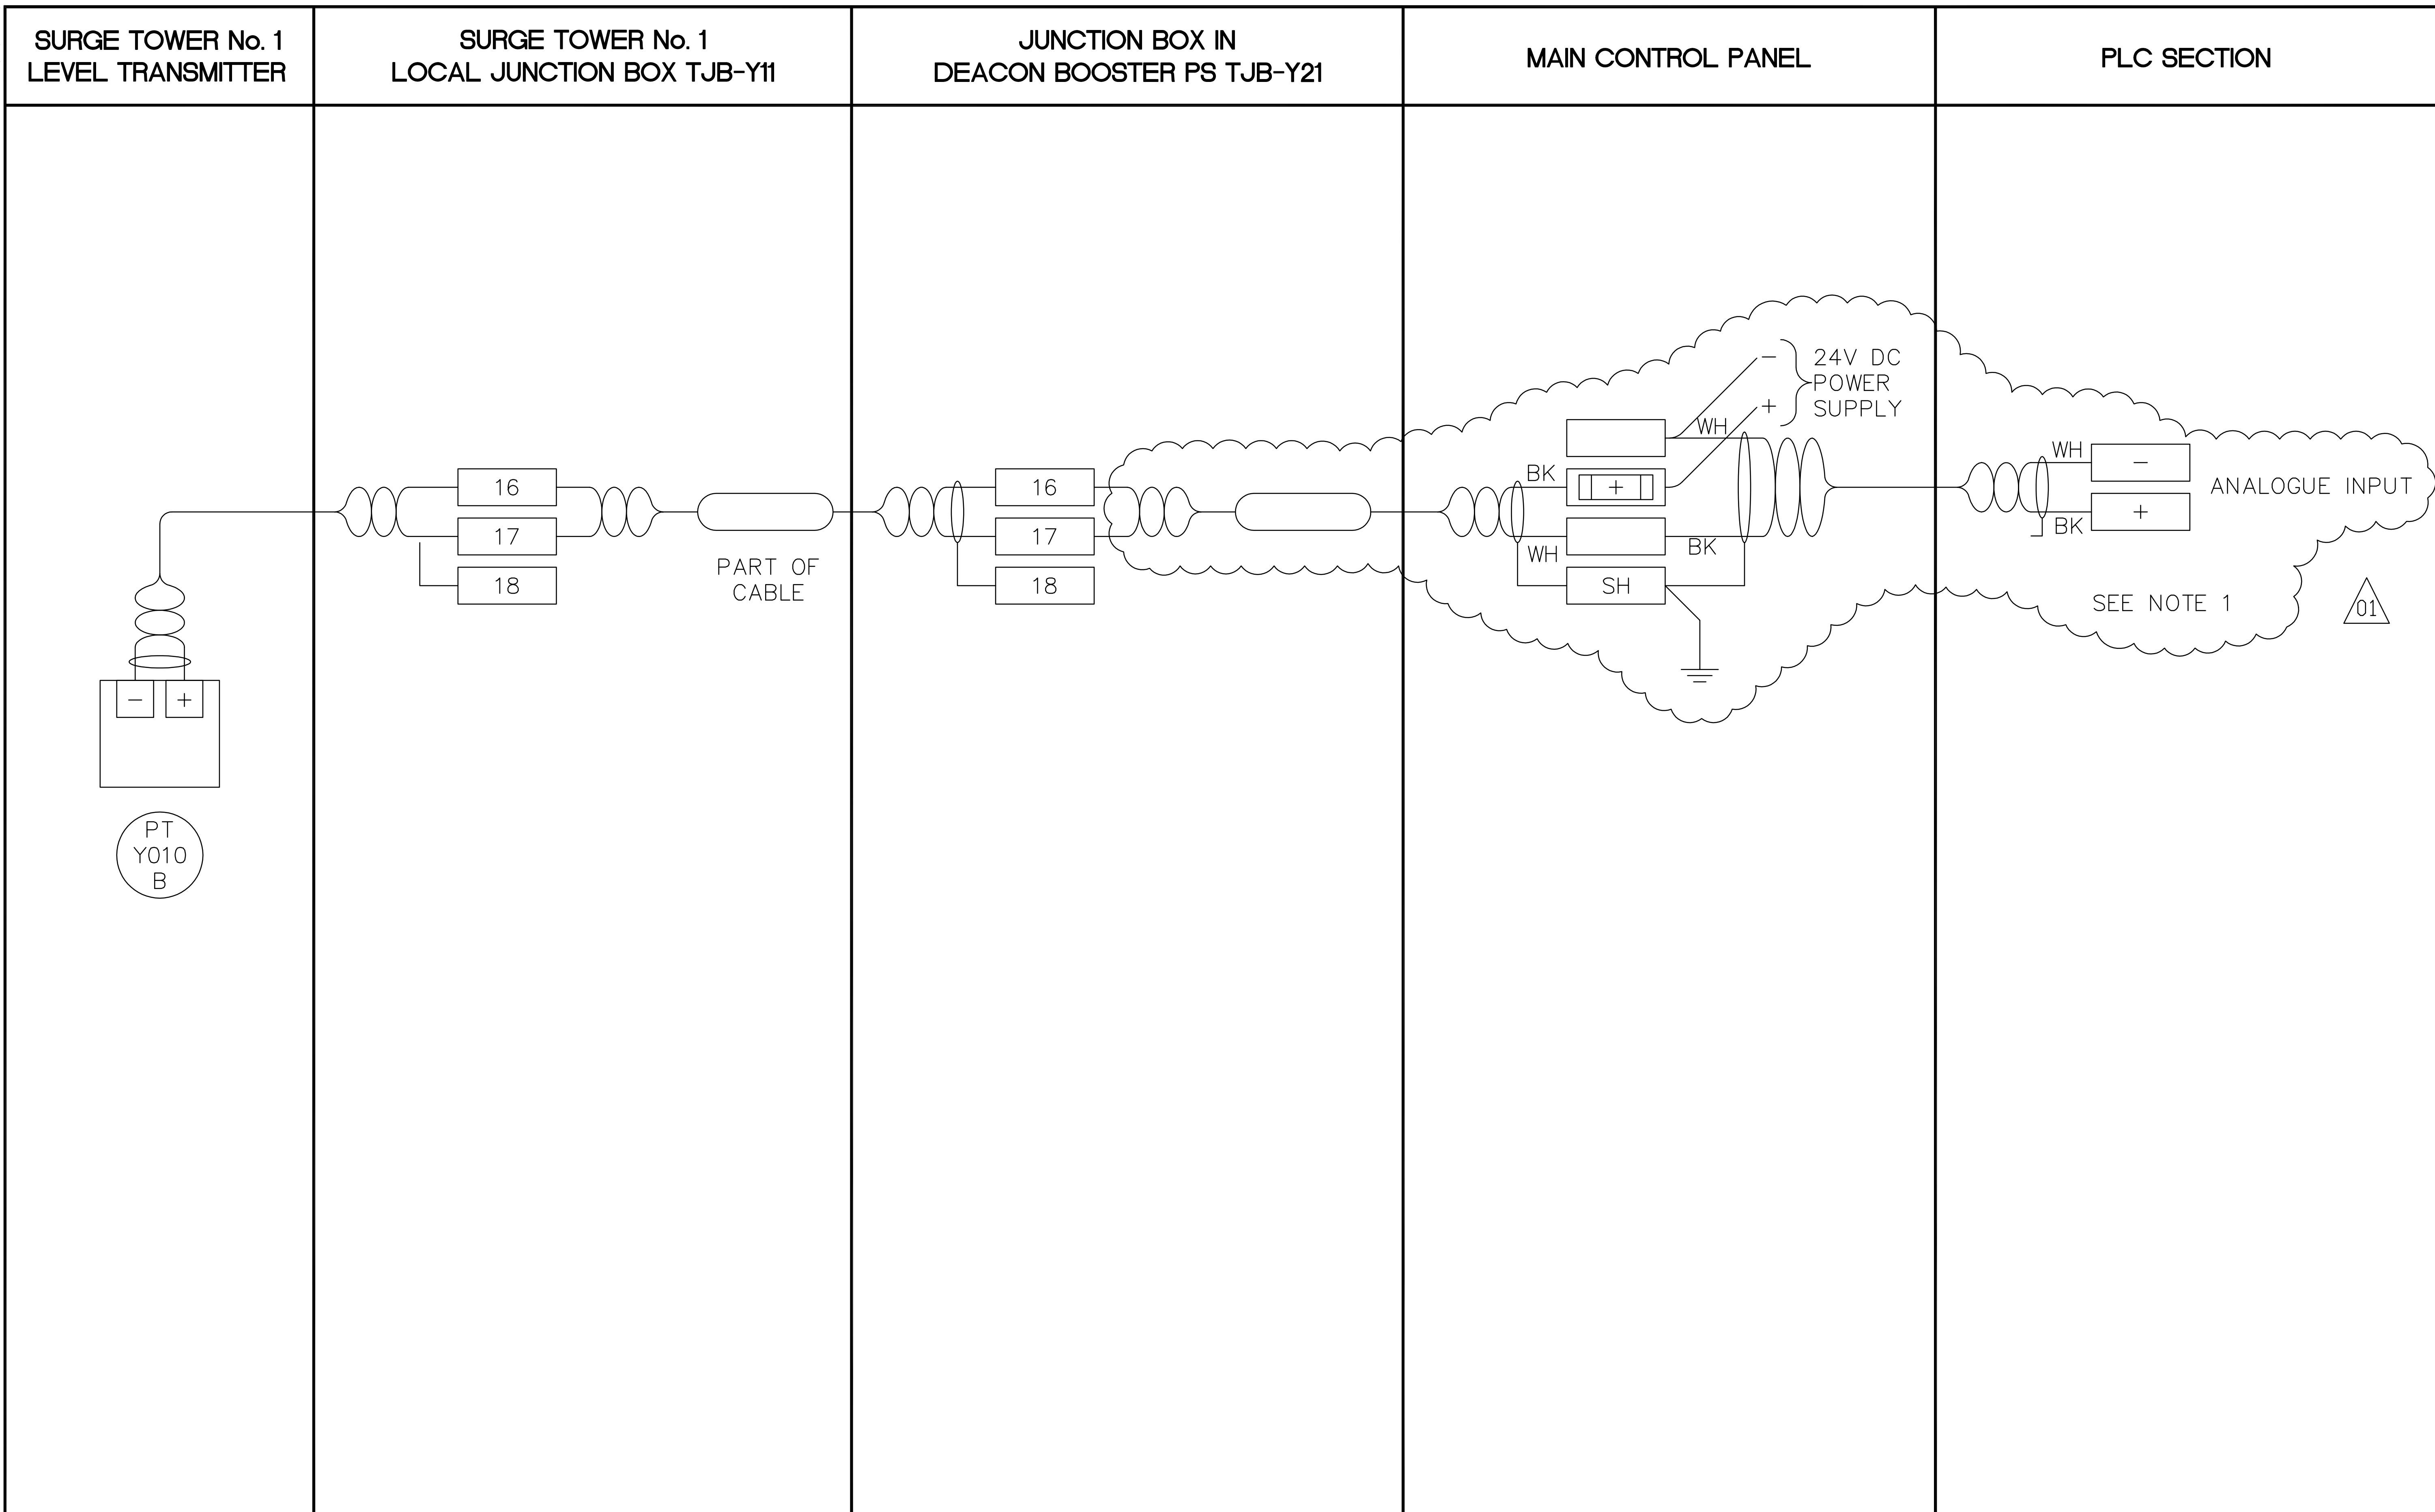 SURGE TOWER No. 1
LEVEL TRANSMITTER
SURGE TOWER No. 1
LOCAL JUNCTION BOX TJB-Y11
JUNCTION BOX IN
DEACON BOOSTER PS TJB-Y21
MAIN CONTROL PANEL
PLC SECTION
PT
Y010
B
- +
16
17
18
PART OF
CABLE
16
17
18
BK
WH
+
SH
WH
BK
-
+
24V DC
POWER
SUPPLY
WH
BK
-
+
ANALOGUE INPUT
SEE NOTE 1
01